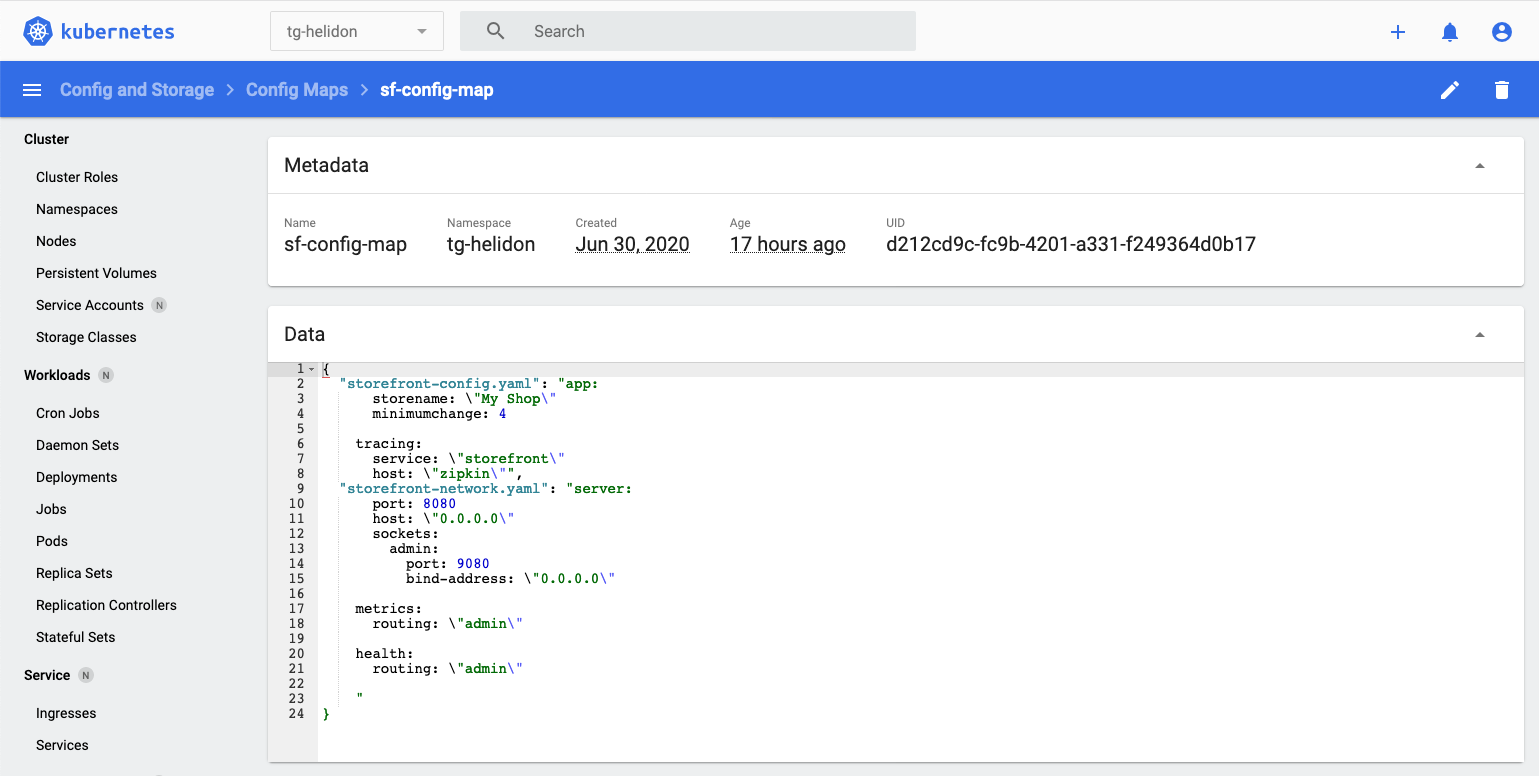 kubernetes
tg-helidon
Search
Config and Storage > Config Maps > sf-config-map
Cluster
Cluster Roles
Namespaces
Nodes
Persistent Volumes
Service Accounts N
Storage Classes
Workloads N
Cron Jobs
Daemon Sets
Deployments
Jobs
Pods
Replica Sets
Replication Controllers
Stateful Sets
Service N
Ingresses
Services
Metadata
Name
sf-config-map
Namespace
tg-helidon
Created
Jun 30, 2020
Age
17 hours ago
UID
d212cd9c-fc9b-4201-a331-f249364d0b17
Data
1 {
2   "storefront-config.yaml": "app:
3       storename: \"My Shop\"
4       minimumchange: 4
5
6     tracing:
7       service: \"storefront\"
8       host: \"zipkin\"",
9   "storefront-network.yaml": "server:
10       port: 8080
11       host: \"0.0.0.0\"
12       sockets:
13         admin:
14           port: 9080
15           bind-address: \"0.0.0.0\"
16
17     metrics:
18       routing: \"admin\"
19
20     health:
21       routing: \"admin\"
22
23     "
24 }